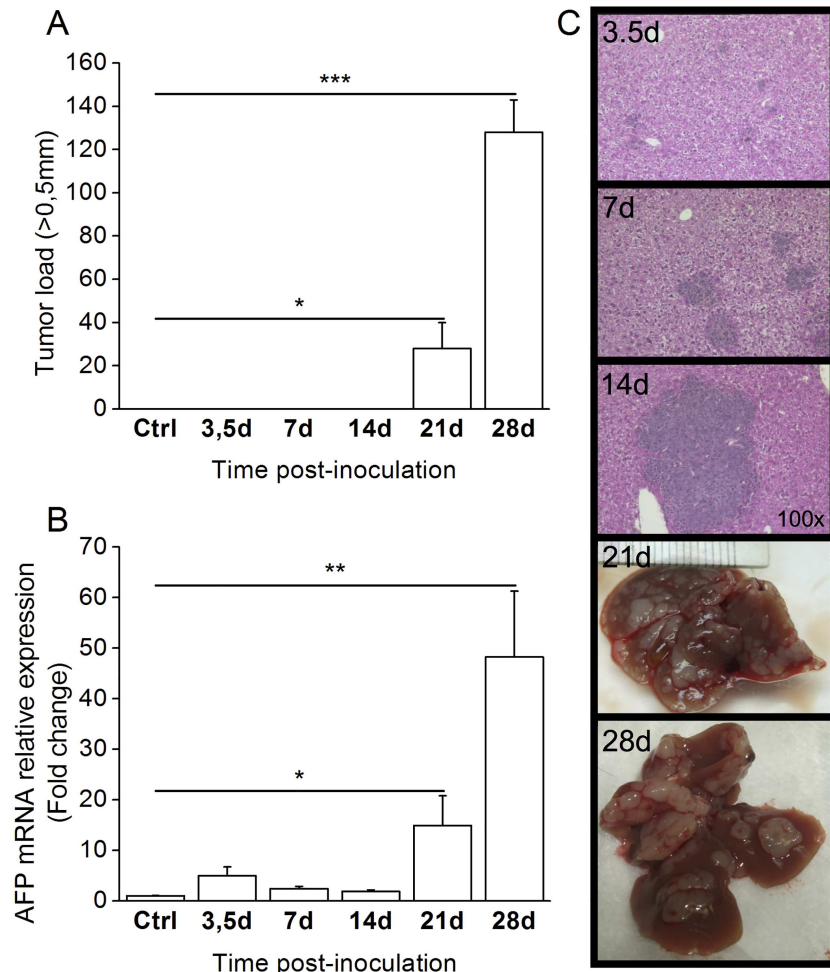 A
160
140
120
100
80
60
40
20
0
Tumor load (>0,5mm)
***
*
Ctrl 3,5d 7d 14d 21d 28d
Time post-inoculation
B
70
60
50
40
30
20
10
0
AFP mRNA relative expression
(Fold change)
**
*
Ctrl 3,5d 7d 14d 21d 28d
Time post-inoculation
C
3.5d
7d
14d
100x
21d
28d